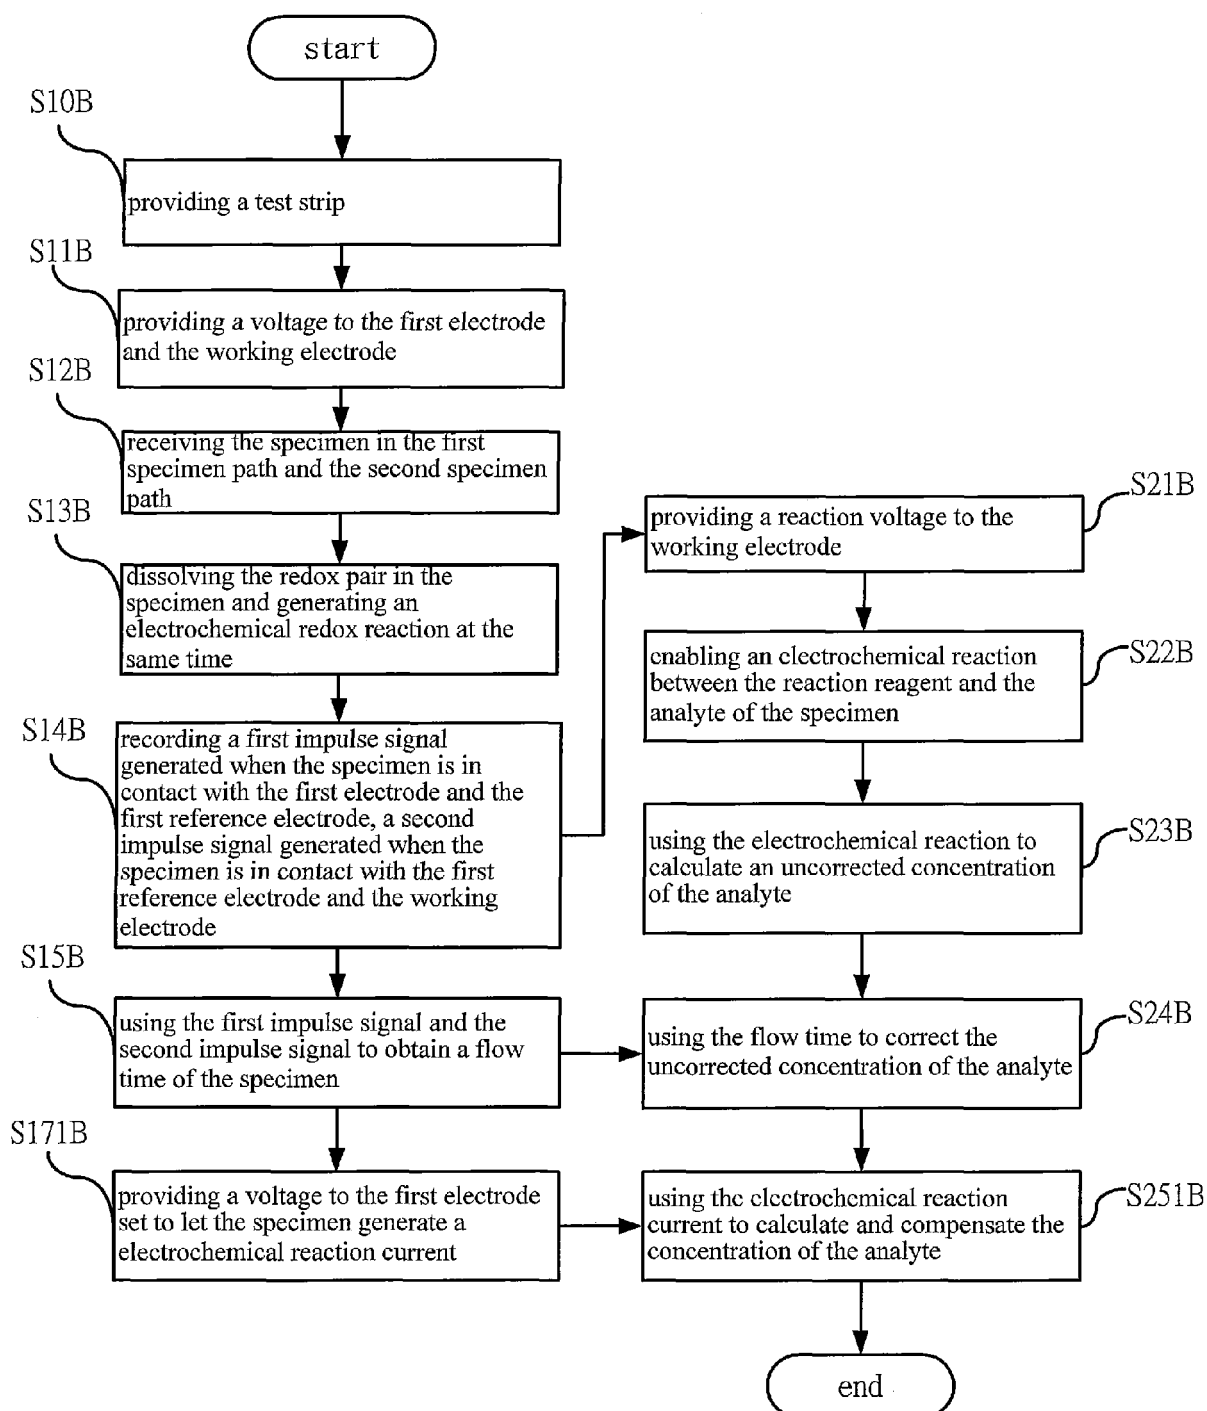 start
S10B
providing a test strip
S11B
providing a voltage to the first electrode
and the working electrode
S12B
receiving the specimen in the first
specimen path and the second specimen
path
S13B
dissolving the redox pair in the
specimen and generating an
electrochemical redox reaction at the
same time
S14B
recording a first impulse signal
generated when the specimen is in
contact with the first electrode and the
first reference electrode, a second
impulse signal generated when the
specimen is in contact with the first
reference electrode and the working
electrode
S15B
using the first impulse signal and the
second impulse signal to obtain a flow
time of the specimen
S171B
providing a voltage to the first electrode
set to let the specimen generate a
electrochemical reaction current
S21B
providing a reaction voltage to the
working electrode
S22B
enabling an electrochemical reaction
between the reaction reagent and the
analyte of the specimen
S23B
using the electrochemical reaction to
calculate an uncorrected concentration
of the analyte
S24B
using the flow time to correct the
uncorrected concentration of the analyte
S251B
using the electrochemical reaction
current to calculate and compensate the
concentration of the analyte
end